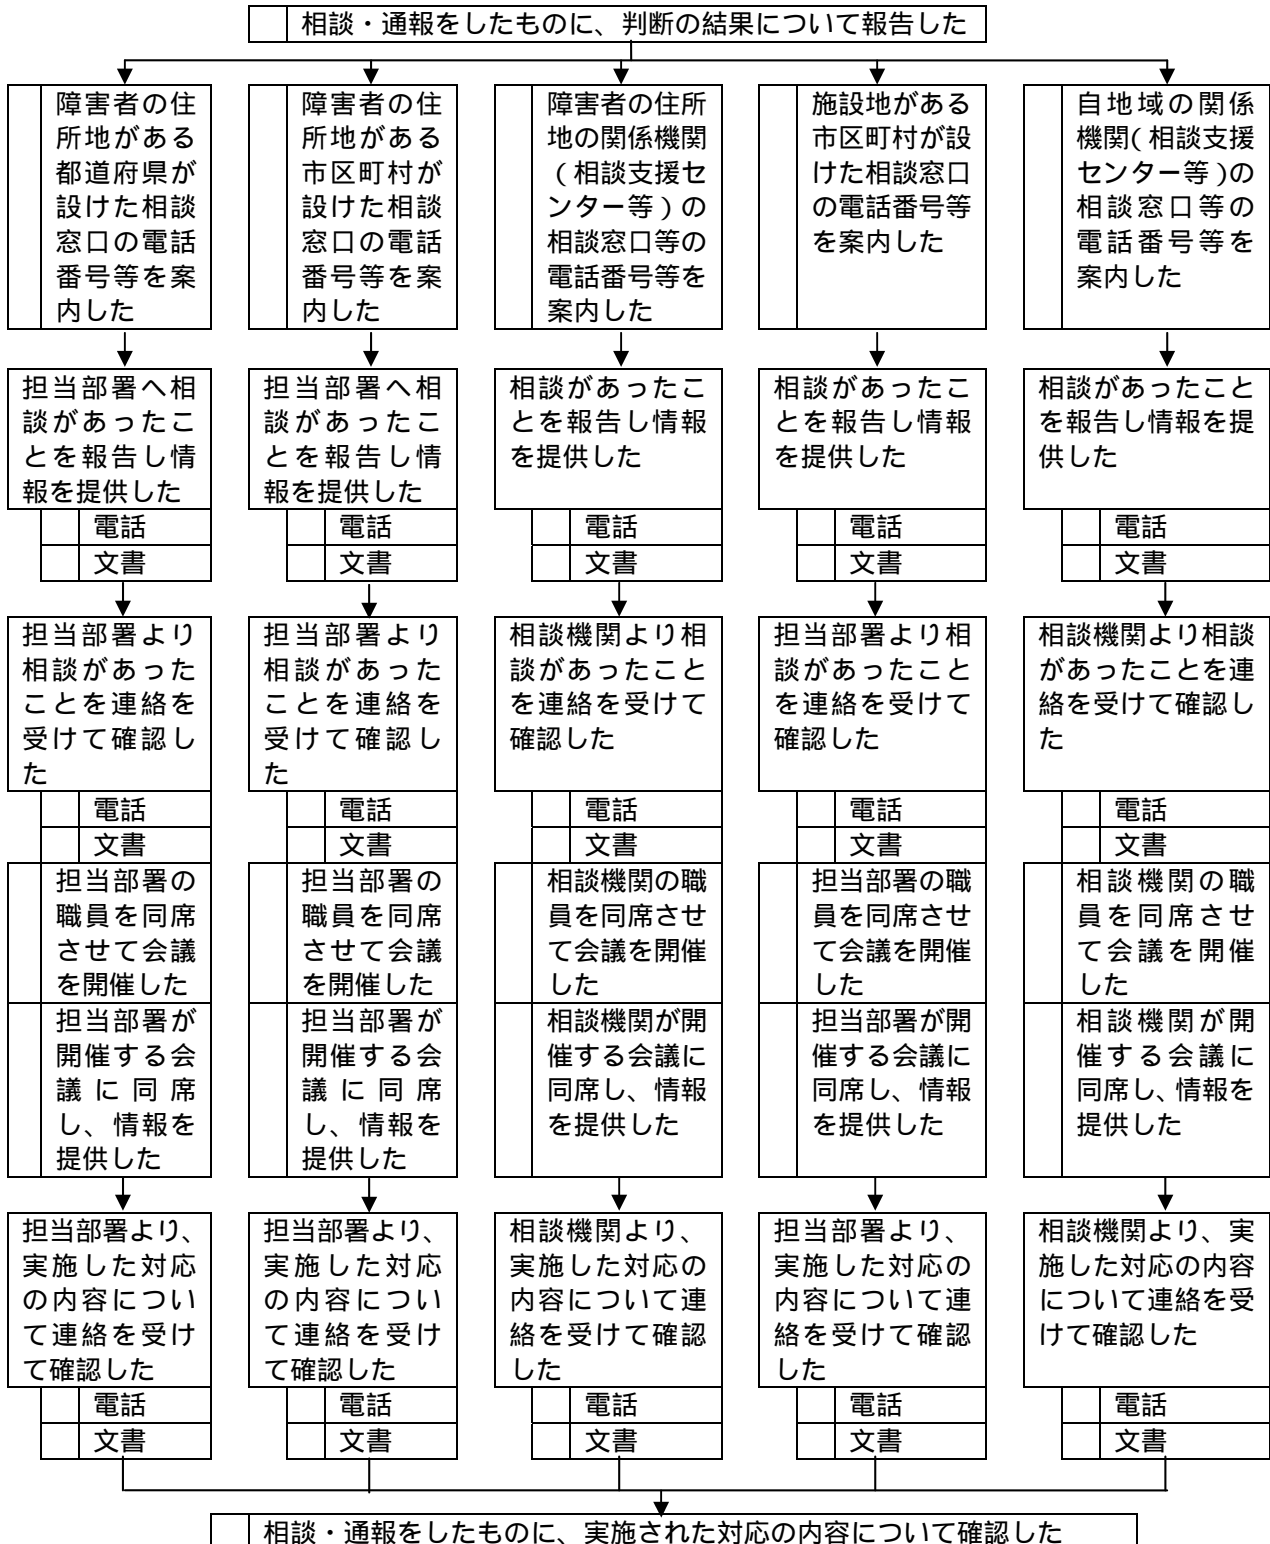 相談・通報をしたものに、判断の結果について報告した
障害者の住
所地がある
都道府県が
設けた相談
窓口の電話
番号等を案
内した
障害者の住
所地がある
市区町村が
設けた相談
窓口の電話
番号等を案
内した
障害者の住所
地の関係機関
(相談支援セ
ンター等)の
相談窓口等の
電話番号等を
案内した
施設地がある
市区町村が設
けた相談窓口
の電話番号等
を案内した
自地域の関係
機関(相談支援
センター等)の
相談窓口等の
電話番号等を
案内した
担当部署へ相
談があったこ
とを報告し情
報を提供した
電話
文書
担当部署へ相
談があったこ
とを報告し情
報を提供した
電話
文書
相談があったこ
とを報告し情報
を提供した
電話
文書
相談があったこ
とを報告し情報
を提供した
電話
文書
相談があったこと
を報告し情報を提
供した
電話
文書
担当部署より
相談があった
ことを連絡を
受けて確認し
た
電話
文書
担当部署の
職員を同席
させて会議
を開催した
担当部署が
開催する会
議に同席
し、情報を
提供した
担当部署より
相談があった
ことを連絡を
受けて確認し
た
電話
文書
担当部署の
職員を同席
させて会議
を開催した
担当部署が
開催する会
議に同席
し、情報を
提供した
相談機関より相
談があったこと
を連絡を受けて
確認した
電話
文書
相談機関の職
員を同席させ
て会議を開催
した
相談機関が開
催する会議に
同席し、情報
を提供した
担当部署より相
談があったこと
を連絡を受けて
確認した
電話
文書
担当部署の職
員を同席させ
て会議を開催
した
担当部署が開
催する会議に
同席し、情報
を提供した
相談機関より相談
があったことを連
絡を受けて確認し
た
電話
文書
相談機関の職
員を同席させ
て会議を開催
した
相談機関が開
催する会議に
同席し、情報を
提供した
担当部署より、
実施した対応
の内容につい
て連絡を受け
て確認した
電話
文書
担当部署より、
実施した対応
の内容につい
て連絡を受け
て確認した
電話
文書
相談機関より、
実施した対応の
内容について連
絡を受けて確認
した
電話
文書
担当部署より、
実施した対応の
内容について連
絡を受けて確認
した
電話
文書
相談機関より、実
施した対応の内容
について連絡を受
けて確認した
電話
文書
相談・通報をしたものに、実施された対応の内容について確認した